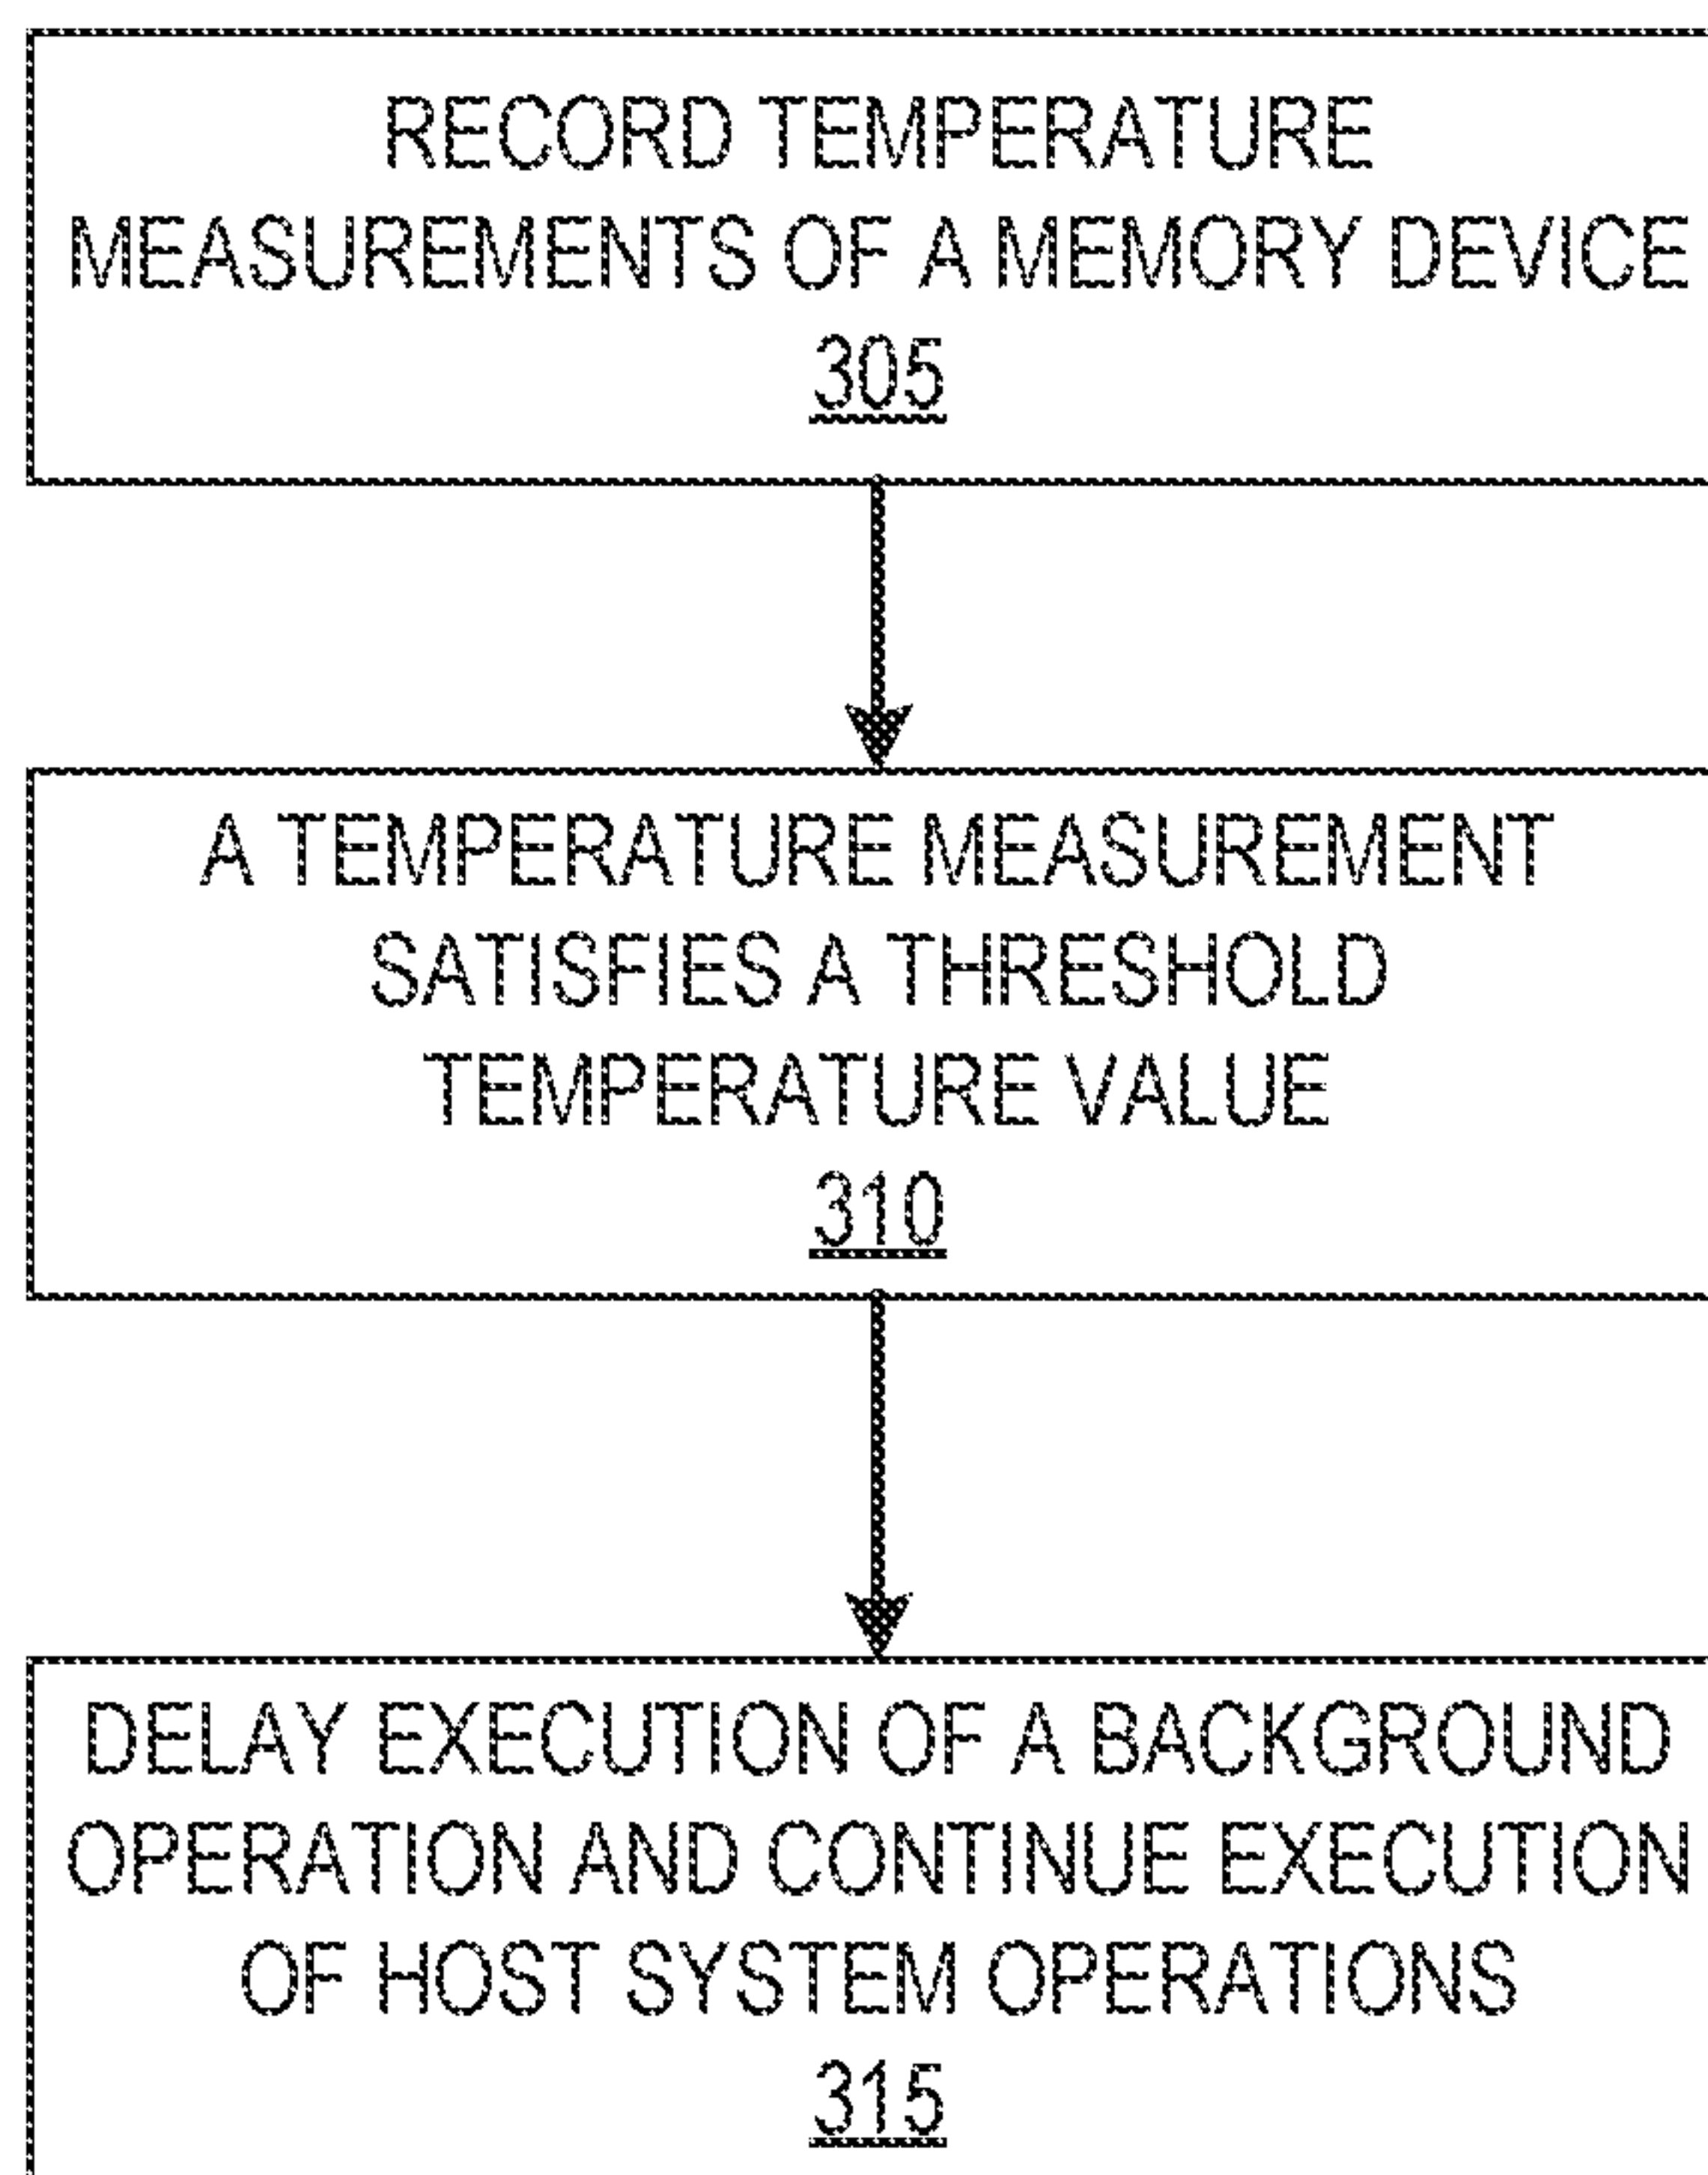 RECORD TEMPERATURE
MEASUREMENTS OF A MEMORY DEVICE
305
A TEMPERATURE MEASUREMENT
SATISFIES A THRESHOLD
TEMPERATURE VALUE
310
DELAY EXECUTION OF A BACKGROUND
OPERATION AND CONTINUE EXECUTION
OF HOST SYSTEM OPERATIONS
315